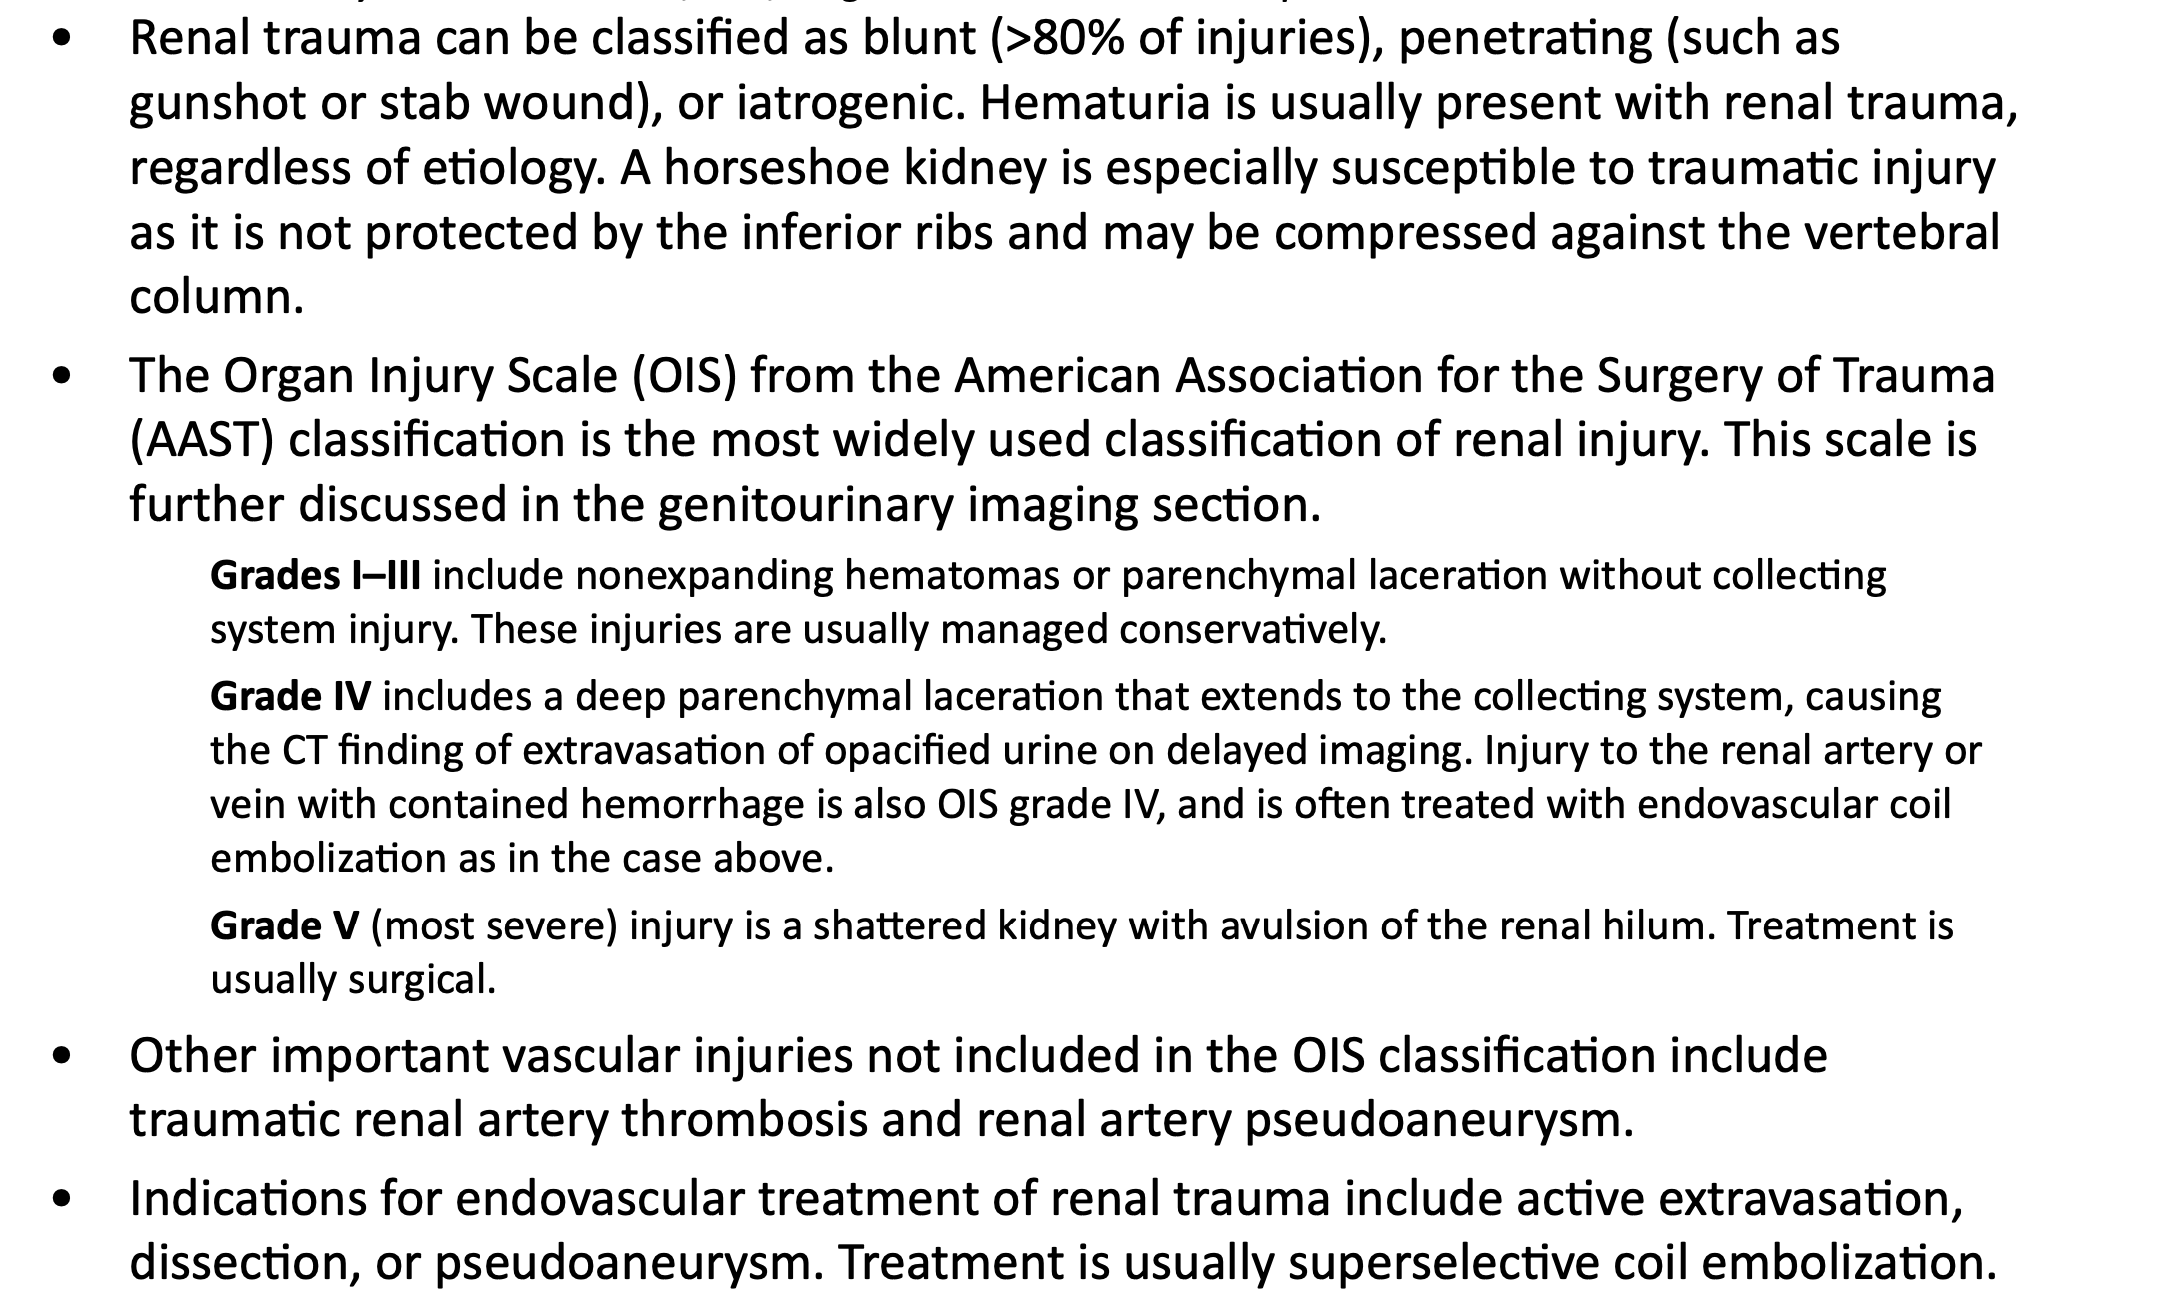 • Renal trauma can be classified as blunt (>80% of injuries), penetrating (such as
gunshot or stab wound), or iatrogenic. Hematuria is usually present with renal trauma,
regardless of etiology. A horseshoe kidney is especially susceptible to traumatic injury
as it is not protected by the inferior ribs and may be compressed against the vertebral
column.
• The Organ Injury Scale (OIS) from the American Association for the Surgery of Trauma
(AAST) classification is the most widely used classification of renal injury. This scale is
further discussed in the genitourinary imaging section.
Grades I–III include nonexpanding hematomas or parenchymal laceration without collecting
system injury. These injuries are usually managed conservatively.
Grade IV includes a deep parenchymal laceration that extends to the collecting system, causing
the CT finding of extravasation of opacified urine on delayed imaging. Injury to the renal artery or
vein with contained hemorrhage is also OIS grade IV, and is often treated with endovascular coil
embolization as in the case above.
Grade V (most severe) injury is a shattered kidney with avulsion of the renal hilum. Treatment is
usually surgical.
• Other important vascular injuries not included in the OIS classification include
traumatic renal artery thrombosis and renal artery pseudoaneurysm.
• Indications for endovascular treatment of renal trauma include active extravasation,
dissection, or pseudoaneurysm. Treatment is usually superselective coil embolization.